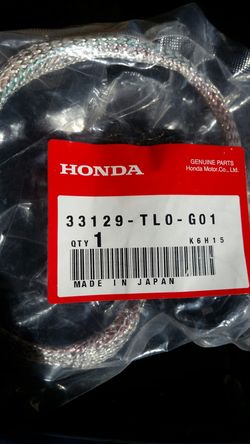 HONDA
GENUINE PARTS
Honda Motor Co., Ltd.
33129-TL0-G01
QTY 1 K6H15
MADE IN JAPAN